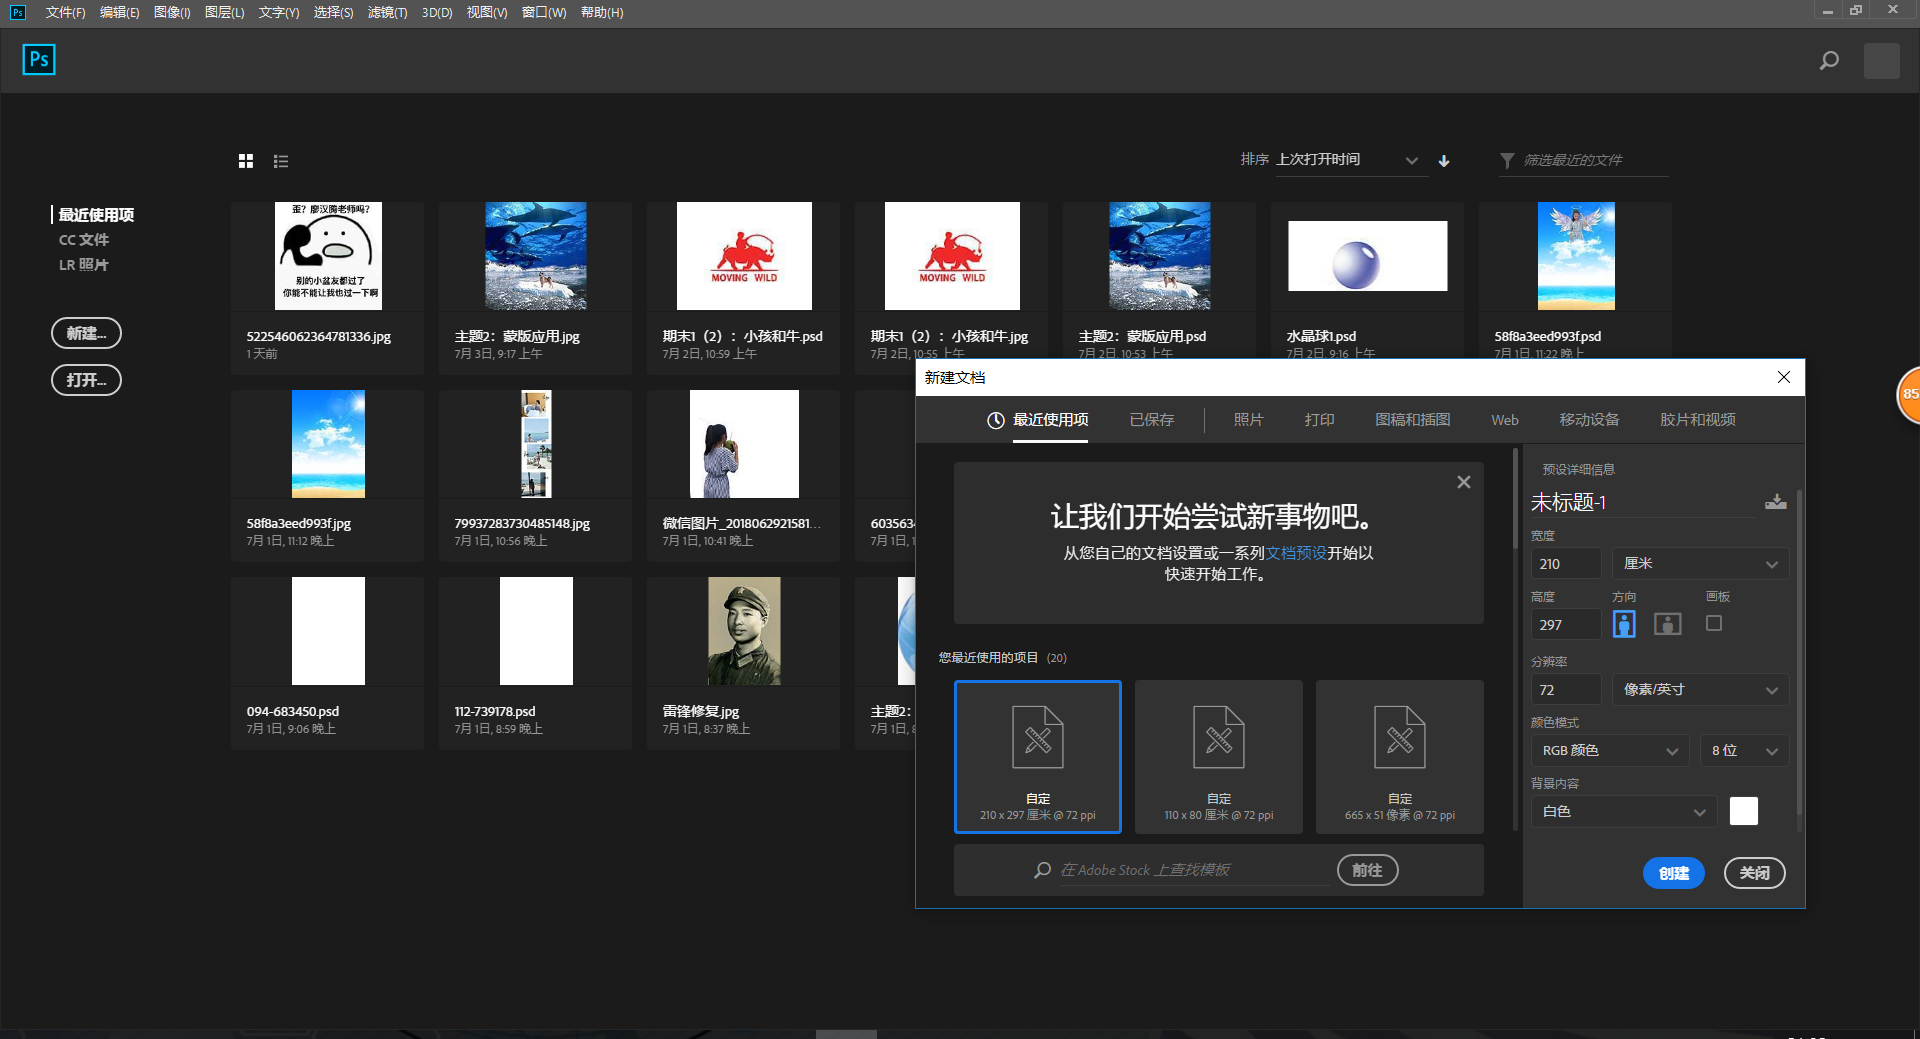 Ps 文件(F) 编辑(E) 图像(I) 图层(L) 文字(Y) 选择(S) 滤镜(T) 3D(D) 视图(V) 窗口(W) 帮助(H)
Ps
排序 上次打开时间 筛选最近的文件
最近使用项
CC 文件
LR 照片
新建...
打开...
歪？廖汉腾老师吗？
别的小盆友都过了
你能不能让我也过一下啊
MOVING WILD
MOVING WILD
522546062364781336.jpg
1 天前
主题2：蒙版应用.jpg
7月 3日, 9:17 上午
期末1（2）：小孩和牛.psd
7月 2日, 10:59 上午
期末1（2）：小孩和牛.jpg
7月 2日, 10:55 上午
主题2：蒙版应用.psd
7月 2日, 10:53 上午
水晶球1.psd
7月 2日, 9:16 上午
58f8a3eed993f.psd
7月 1日, 11:22 晚上
58f8a3eed993f.jpg
7月 1日, 11:12 晚上
79937283730485148.jpg
7月 1日, 10:56 晚上
微信图片_2018062921581...
7月 1日, 10:41 晚上
603563
7月 1日, 1
094-683450.psd
7月 1日, 9:06 晚上
112-739178.psd
7月 1日, 8:59 晚上
雷锋修复.jpg
7月 1日, 8:37 晚上
主题2：
7月 1日, 8
85
新建文档
最近使用项 已保存 照片 打印 图稿和插图 Web 移动设备 胶片和视频
让我们开始尝试新事物吧。
从您自己的文档设置或一系列文档预设开始以
快速开始工作。
您最近使用的项目 (20)
自定
210 x 297 厘米 @ 72 ppi
自定
110 x 80 厘米 @ 72 ppi
自定
665 x 51 像素 @ 72 ppi
在 Adobe Stock 上查找模板
前往
预设详细信息
未标题-1
宽度
210 厘米
高度 方向 画板
297
分辨率
72 像素/英寸
颜色模式
RGB 颜色 8 位
背景内容
白色
创建 关闭